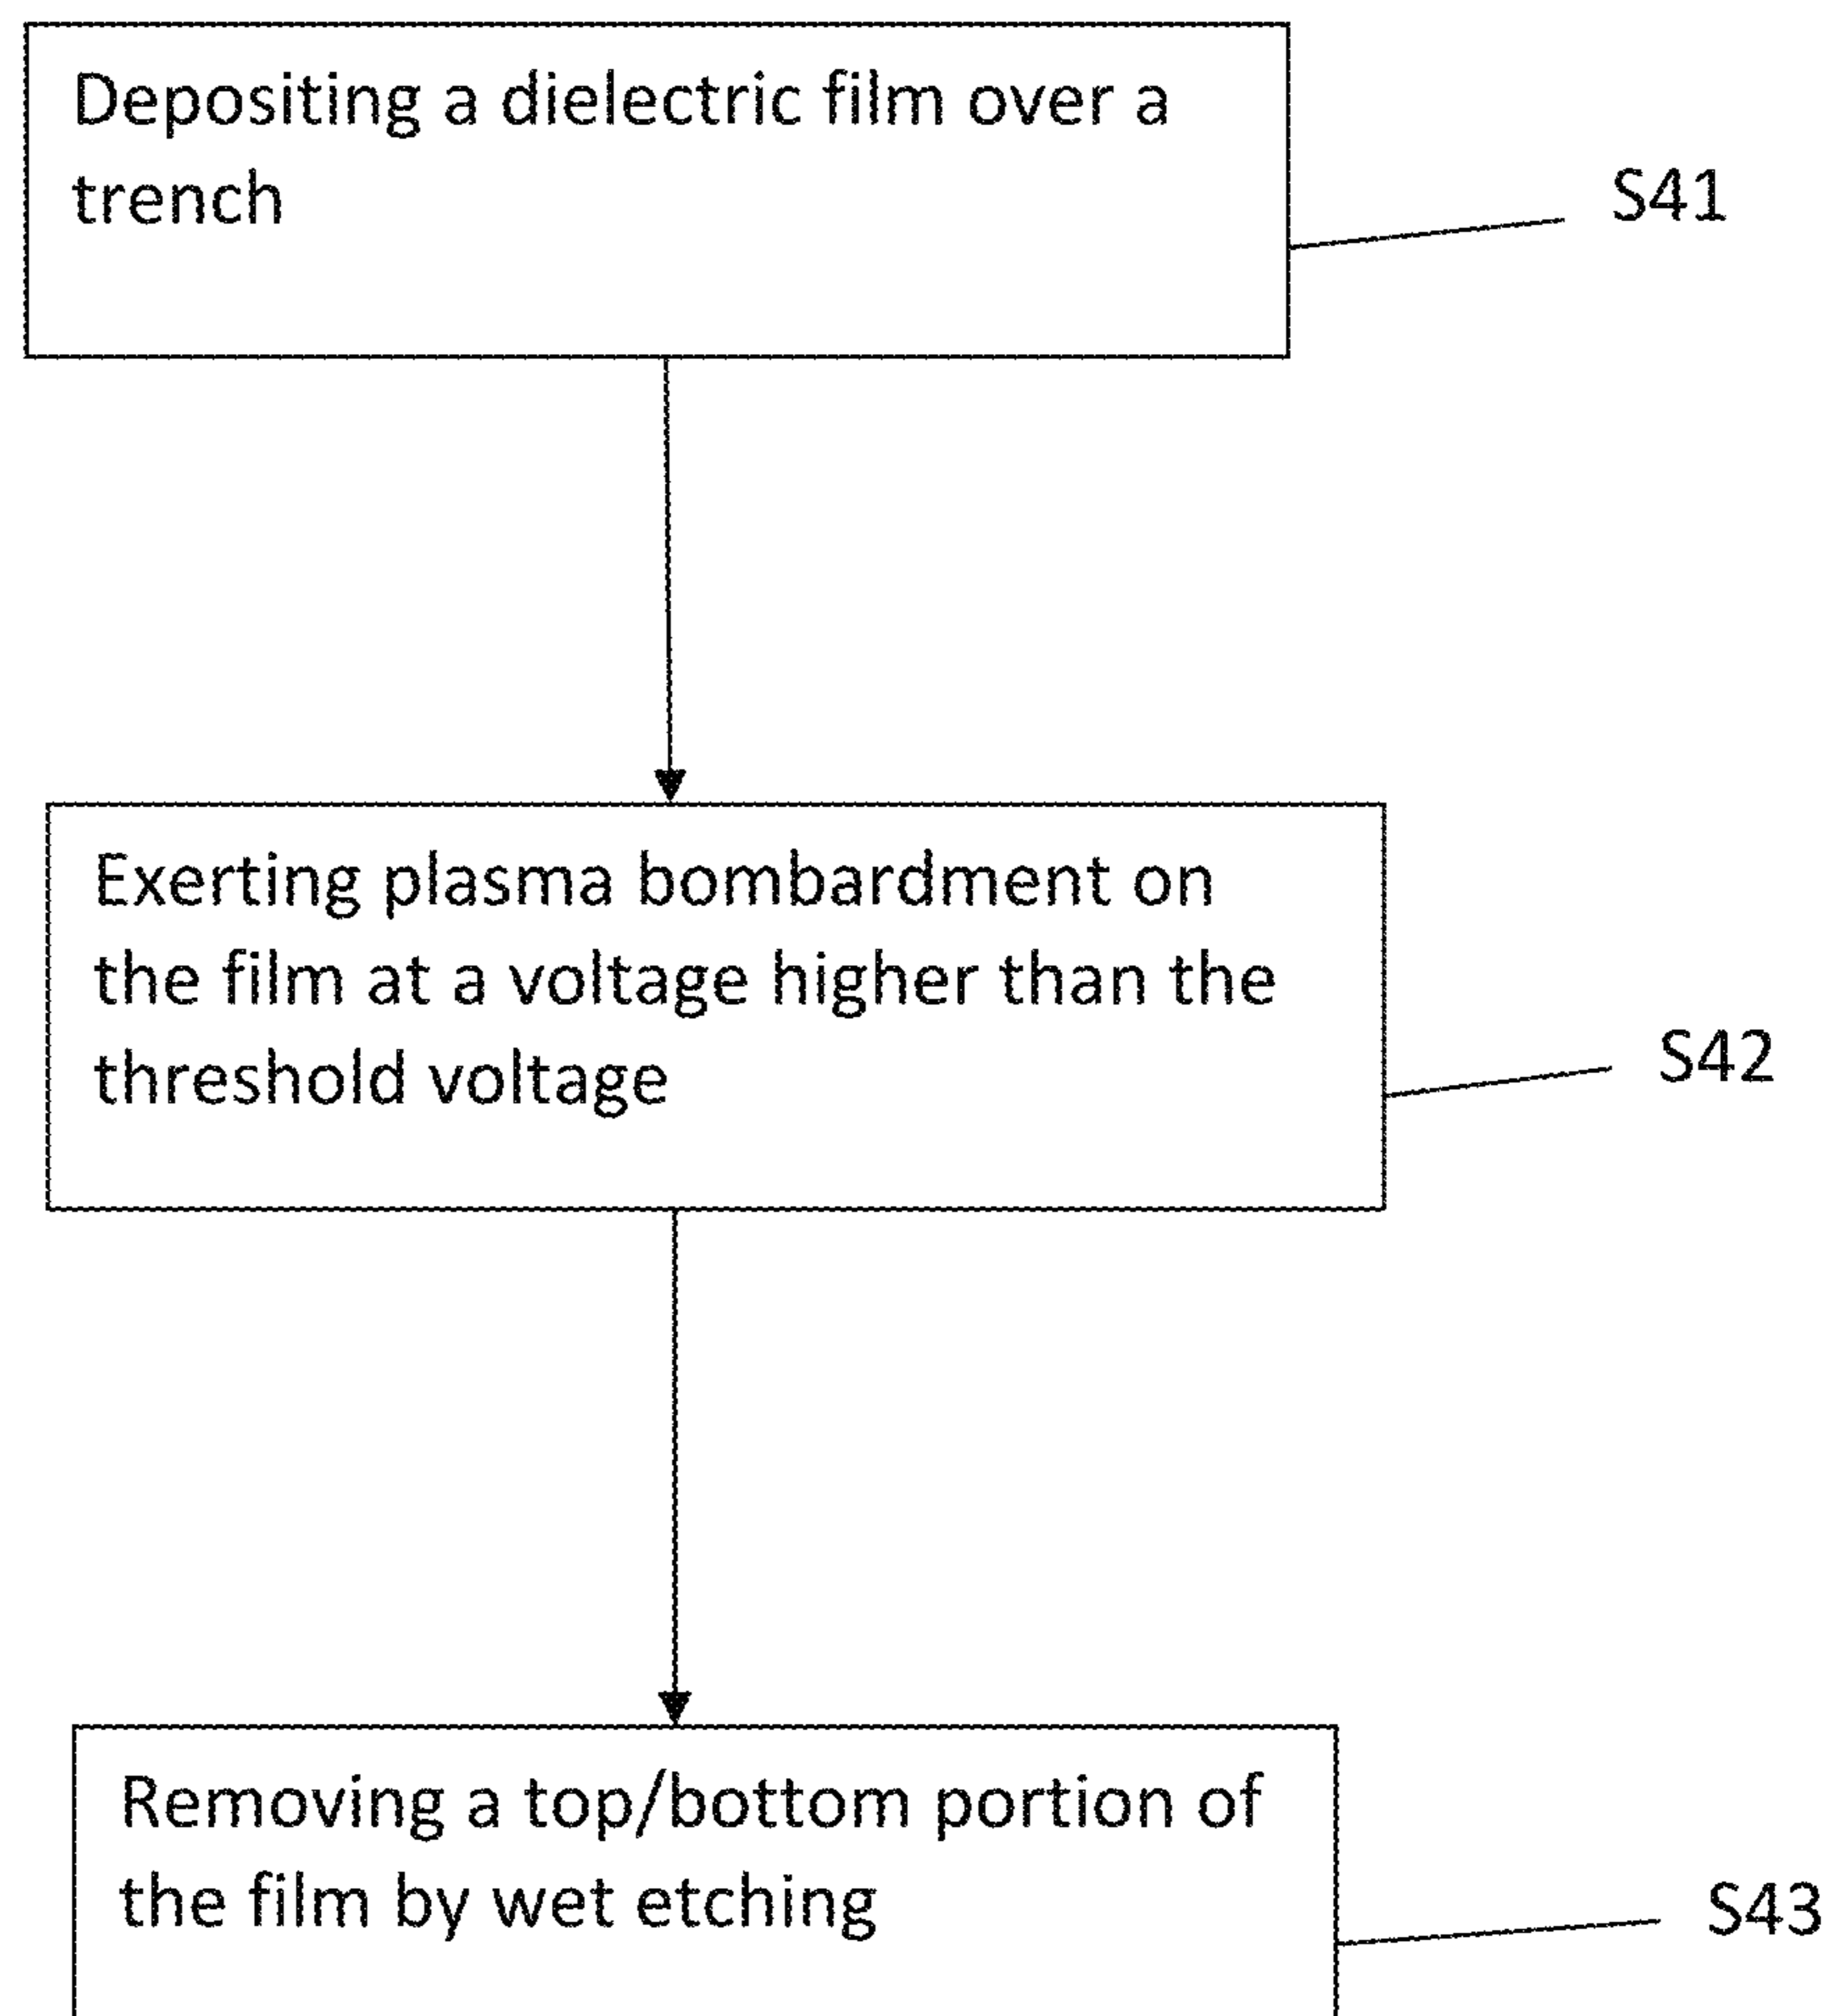 Depositing a dielectric film over a
trench
S41
Exerting plasma bombardment on
the film at a voltage higher than the
threshold voltage
S42
Removing a top/bottom portion of
the film by wet etching
S43